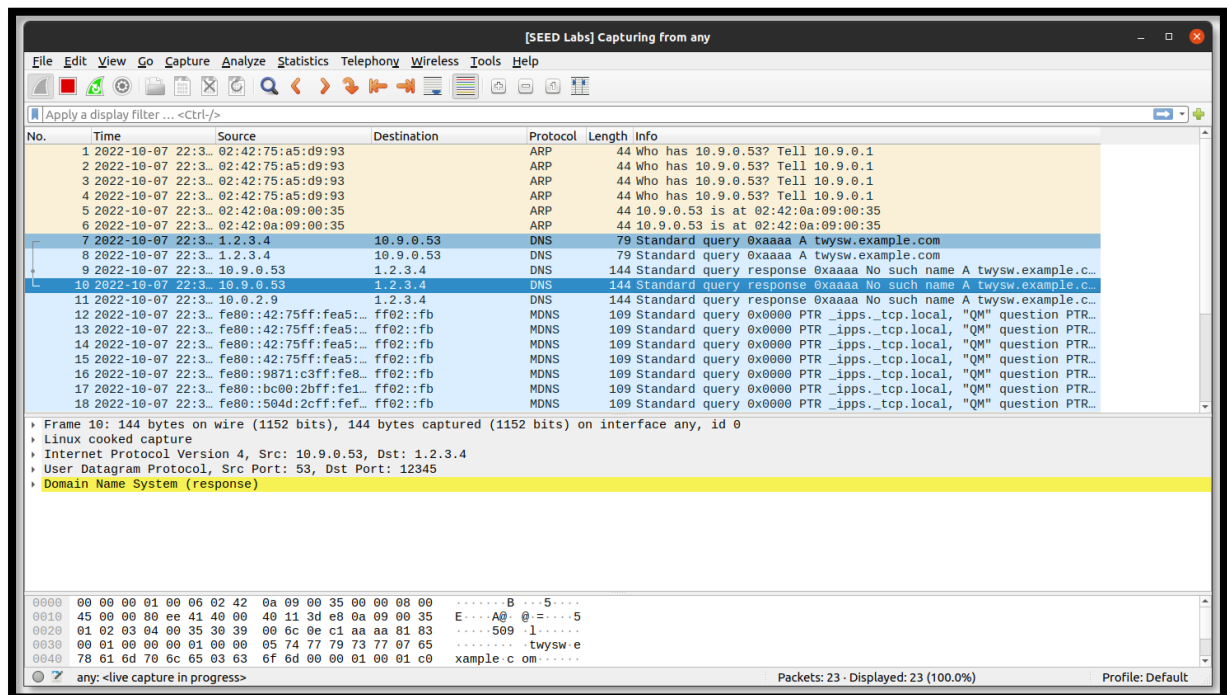 [SEED Labs] Capturing from any
File Edit View Go Capture Analyze Statistics Telephony Wireless Tools Help
Apply a display filter … <Ctrl-/>
No. Time Source Destination Protocol Length Info
1 2022-10-07 22:3… 02:42:75:a5:d9:93 ARP 44 Who has 10.9.0.53? Tell 10.9.0.1
2 2022-10-07 22:3… 02:42:75:a5:d9:93 ARP 44 Who has 10.9.0.53? Tell 10.9.0.1
3 2022-10-07 22:3… 02:42:75:a5:d9:93 ARP 44 Who has 10.9.0.53? Tell 10.9.0.1
4 2022-10-07 22:3… 02:42:75:a5:d9:93 ARP 44 Who has 10.9.0.53? Tell 10.9.0.1
5 2022-10-07 22:3… 02:42:0a:09:00:35 ARP 44 10.9.0.53 is at 02:42:0a:09:00:35
6 2022-10-07 22:3… 02:42:0a:09:00:35 ARP 44 10.9.0.53 is at 02:42:0a:09:00:35
7 2022-10-07 22:3… 1.2.3.4 10.9.0.53 DNS 79 Standard query 0xaaaa A twysw.example.com
8 2022-10-07 22:3… 1.2.3.4 10.9.0.53 DNS 79 Standard query 0xaaaa A twysw.example.com
9 2022-10-07 22:3… 10.9.0.53 1.2.3.4 DNS 144 Standard query response 0xaaaa No such name A twysw.example.c…
10 2022-10-07 22:3… 10.9.0.53 1.2.3.4 DNS 144 Standard query response 0xaaaa No such name A twysw.example.c…
11 2022-10-07 22:3… 10.0.2.9 1.2.3.4 DNS 144 Standard query response 0xaaaa No such name A twysw.example.c…
12 2022-10-07 22:3… fe80::42:75ff:fea5:… ff02::fb MDNS 109 Standard query 0x0000 PTR _ipps._tcp.local, "QM" question PTR…
13 2022-10-07 22:3… fe80::42:75ff:fea5:… ff02::fb MDNS 109 Standard query 0x0000 PTR _ipps._tcp.local, "QM" question PTR…
14 2022-10-07 22:3… fe80::42:75ff:fea5:… ff02::fb MDNS 109 Standard query 0x0000 PTR _ipps._tcp.local, "QM" question PTR…
15 2022-10-07 22:3… fe80::42:75ff:fea5:… ff02::fb MDNS 109 Standard query 0x0000 PTR _ipps._tcp.local, "QM" question PTR…
16 2022-10-07 22:3… fe80::9871:c3ff:fe8… ff02::fb MDNS 109 Standard query 0x0000 PTR _ipps._tcp.local, "QM" question PTR…
17 2022-10-07 22:3… fe80::bc00:2bff:fe1… ff02::fb MDNS 109 Standard query 0x0000 PTR _ipps._tcp.local, "QM" question PTR…
18 2022-10-07 22:3… fe80::504d:2cff:fef… ff02::fb MDNS 109 Standard query 0x0000 PTR _ipps._tcp.local, "QM" question PTR…
Frame 10: 144 bytes on wire (1152 bits), 144 bytes captured (1152 bits) on interface any, id 0
Linux cooked capture
Internet Protocol Version 4, Src: 10.9.0.53, Dst: 1.2.3.4
User Datagram Protocol, Src Port: 53, Dst Port: 12345
Domain Name System (response)
0000 00 00 00 01 00 06 02 42 0a 09 00 35 00 00 08 00 ·······B ···5····
0010 45 00 00 80 ee 41 40 00 40 11 3d e8 0a 09 00 35 E····A@· @·=····5
0020 01 02 03 04 00 35 30 39 00 6c 0e c1 aa aa 81 83 ·····509 ·l······
0030 00 01 00 00 00 01 00 00 05 74 77 79 73 77 07 65 ········ ·twysw·e
0040 78 61 6d 70 6c 65 03 63 6f 6d 00 00 01 00 01 c0 xample·c om······
any: <live capture in progress> Packets: 23 · Displayed: 23 (100.0%) Profile: Default